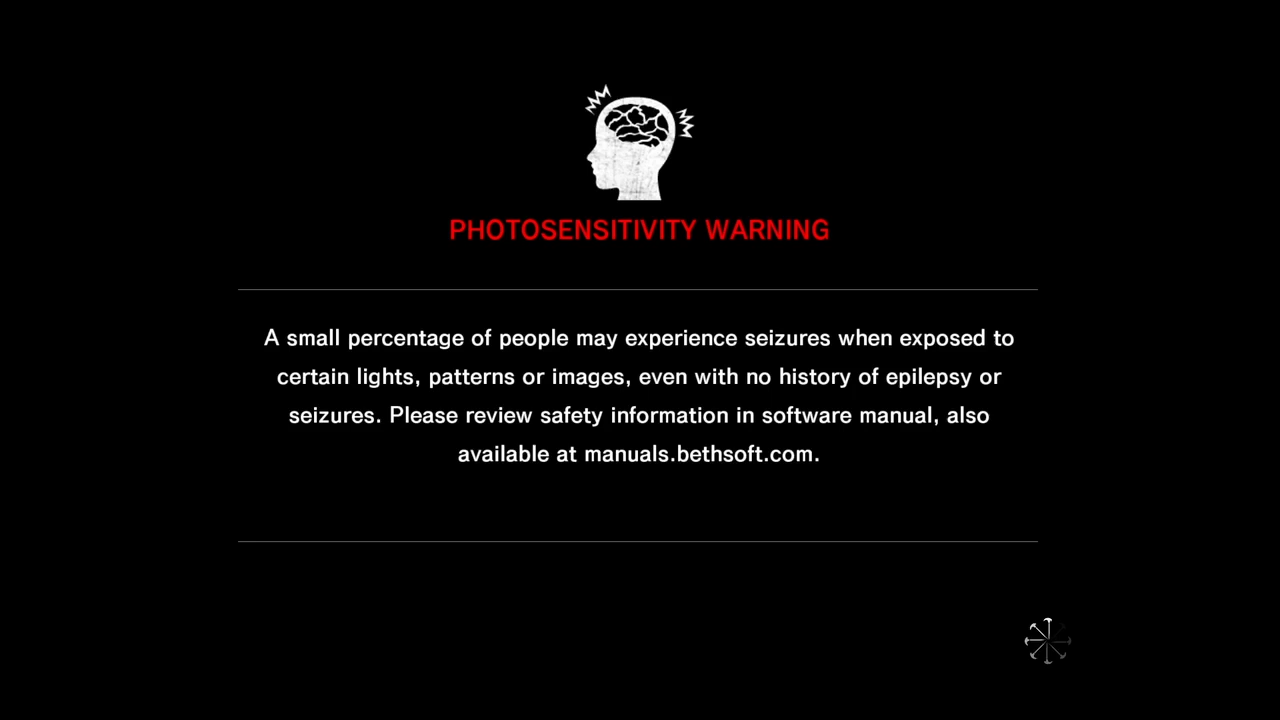 PHOTOSENSITIVITY WARNING
A small percentage of people may experience seizures when exposed to
certain lights, patterns or images, even with no history of epilepsy or
seizures. Please review safety information in software manual, also
available at manuals.bethsoft.com.